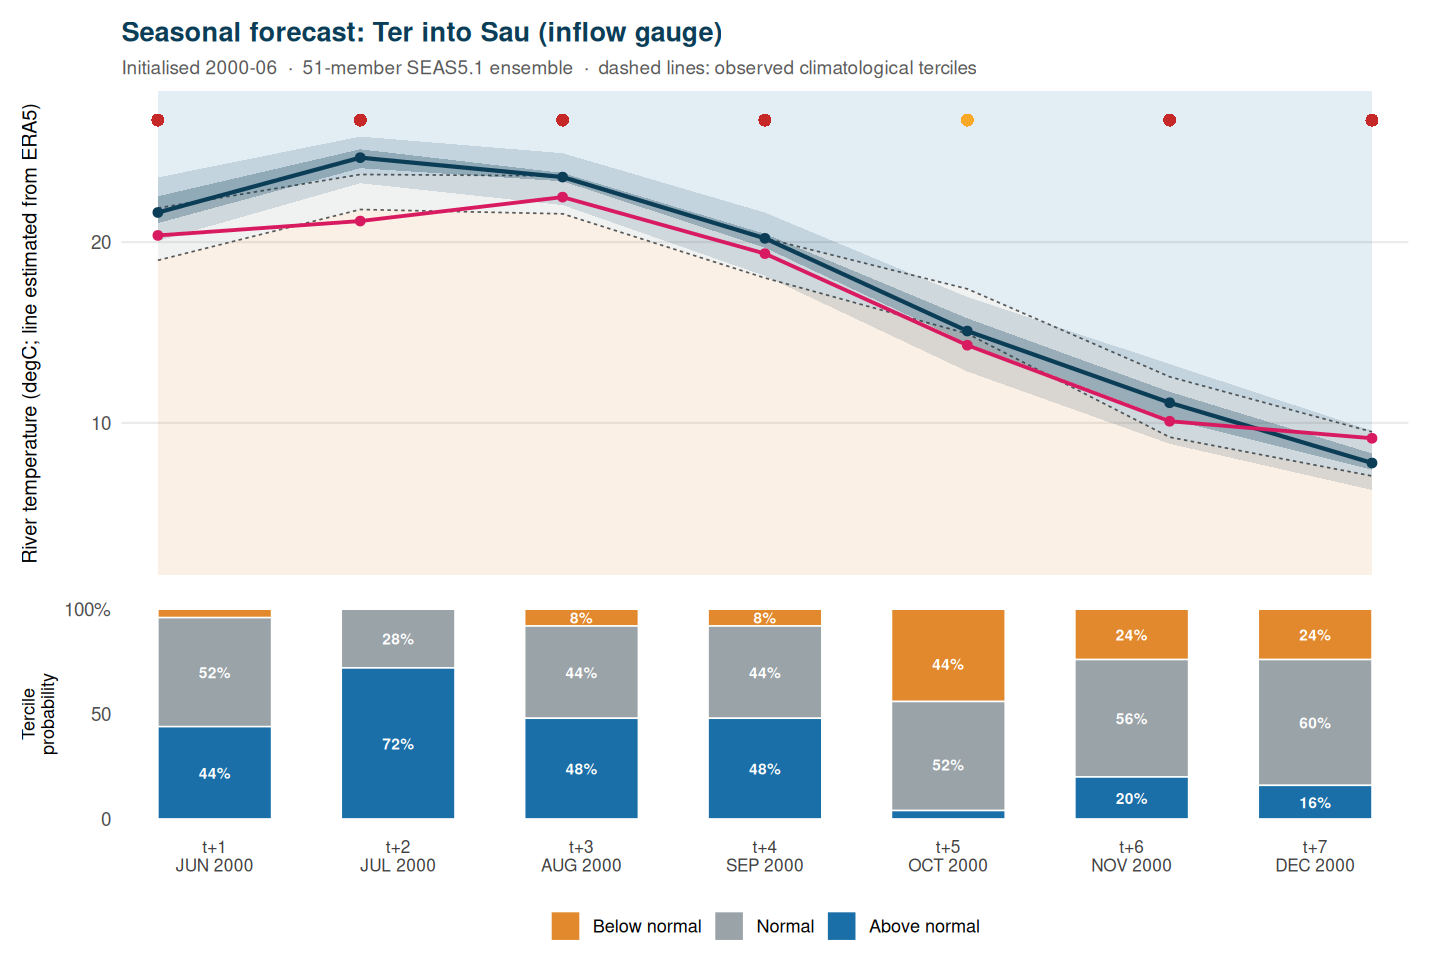 Seasonal forecast: Ter into Sau (inflow gauge)
Initialised 2000-06 · 51-member SEAS5.1 ensemble · dashed lines: observed climatological terciles
River temperature (degC; line estimated from ERA5)
20
10
Tercile
probability
100%
50
0
52%
44%
28%
72%
8%
44%
48%
8%
44%
48%
44%
52%
24%
56%
20%
24%
60%
16%
t+1
JUN 2000
t+2
JUL 2000
t+3
AUG 2000
t+4
SEP 2000
t+5
OCT 2000
t+6
NOV 2000
t+7
DEC 2000
Below normal
Normal
Above normal